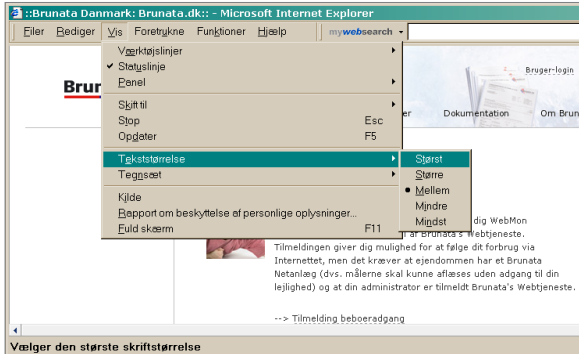 ::Brunata Danmark: Brunata.dk:: - Microsoft Internet Explorer
Filer Rediger Vis Foretrukne Funktioner Hjælp mywebsearch
Værktøjslinjer
Statuslinje
Panel
Skift til
Stop Esc
Opdater F5
Tekststørrelse
Tegnsæt
Kilde
Rapport om beskyttelse af personlige oplysninger...
Fuld skærm F11
Størst
Større
Mellem
Mindre
Mindst
Brun
Bruger-login
er Dokumentation Om Brun
dig WebMon
af Brunata's Webtjeneste.
Tilmeldingen giver dig mulighed for at følge dit forbrug via
Internettet, men det kræver at ejendommen har et Brunata
Netanlæg (dvs. målerne skal kunne aflæses uden adgang til din
lejlighed) og at din administrator er tilmeldt Brunata's Webtjeneste.
--> Tilmelding beboeradgang
Vælger den største skriftstørrelse